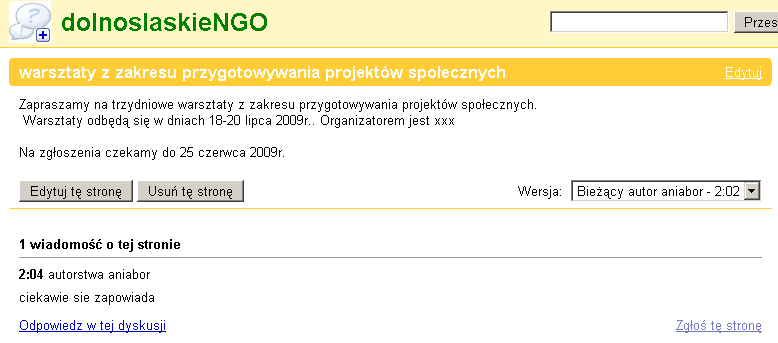 dolnoslaskieNGO
Przes
warsztaty z zakresu przygotowywania projektów społecznych
Edytuj
Zapraszamy na trzydniowe warsztaty z zakresu przygotowywania projektów społecznych.
Warsztaty odbędą się w dniach 18-20 lipca 2009r.. Organizatorem jest xxx
Na zgłoszenia czekamy do 25 czerwca 2009r.
Edytuj tę stronę
Usuń tę stronę
Wersja:
Bieżący autor aniabor - 2:02
1 wiadomość o tej stronie
2:04 autorstwa aniabor
ciekawie sie zapowiada
Odpowiedz w tej dyskusji
Zgłoś tę stronę